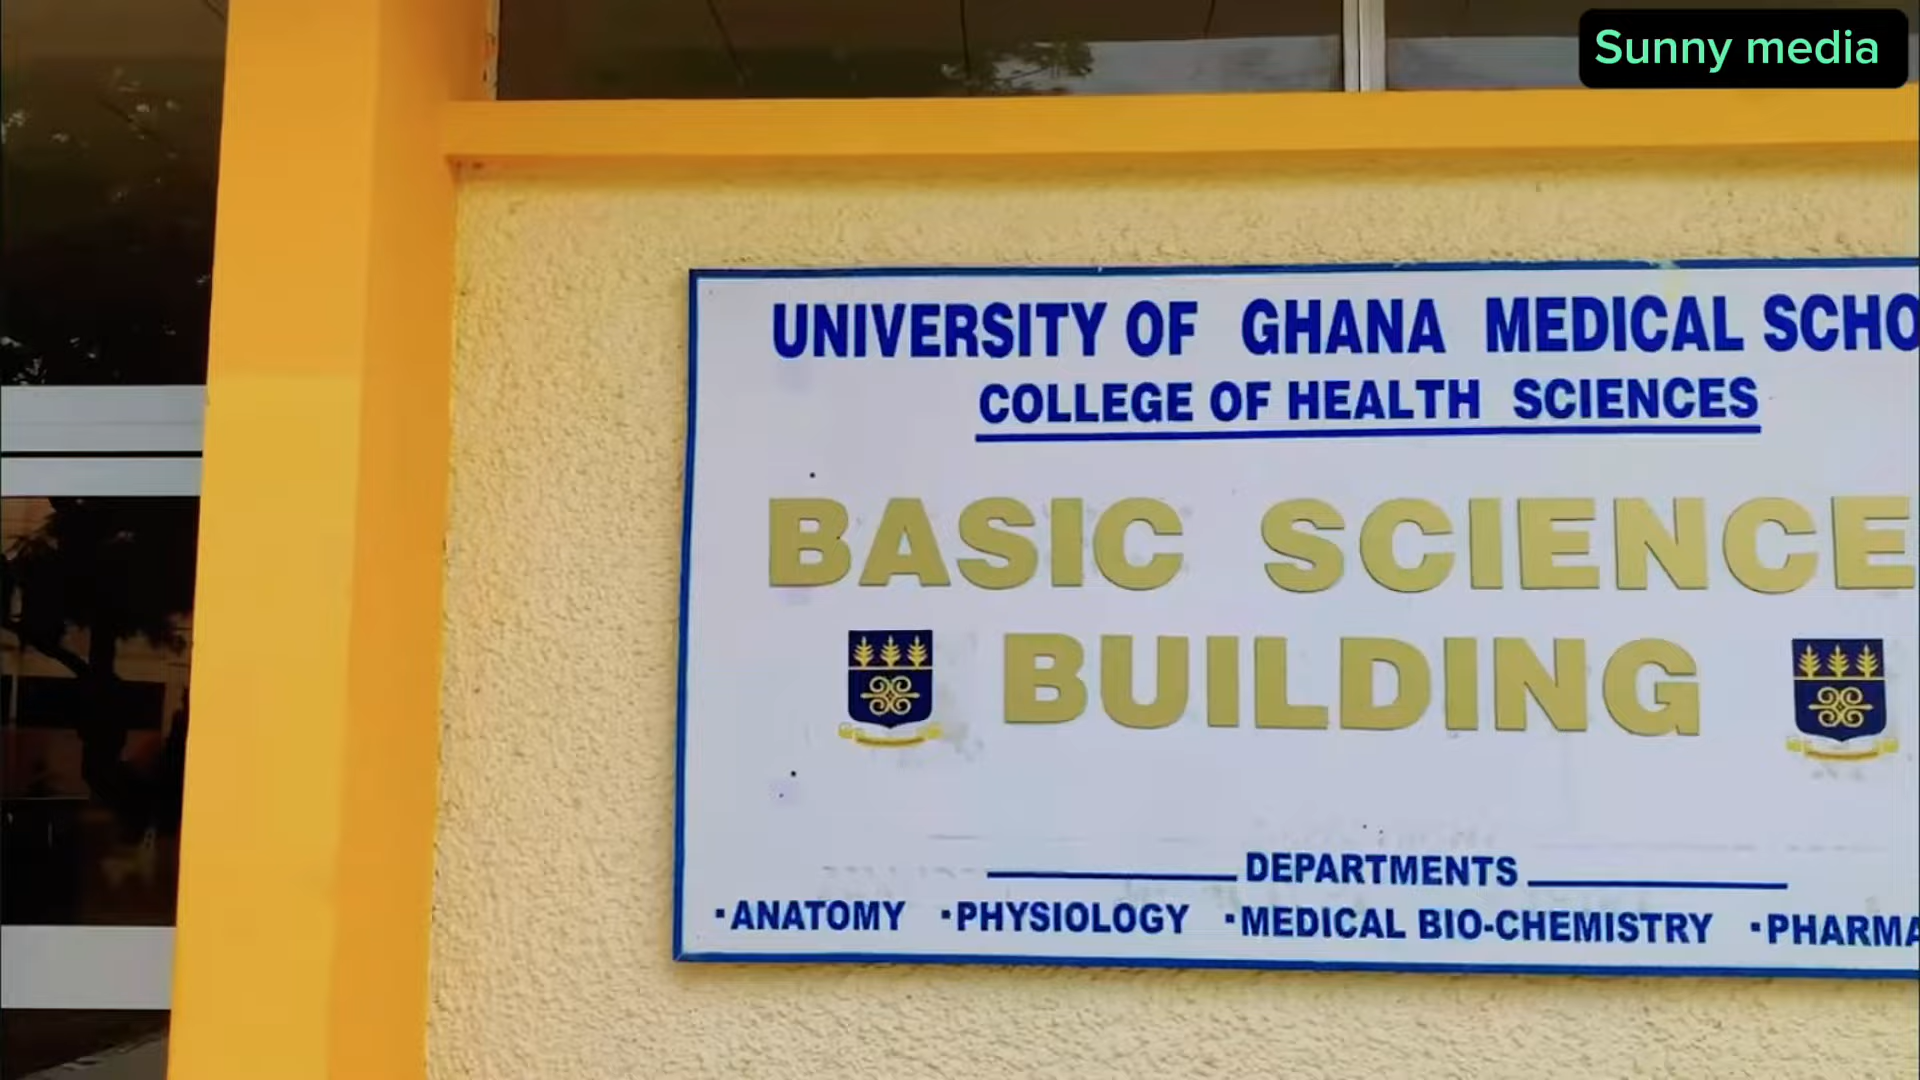 Sunny media
UNIVERSITY OF GHANA MEDICAL SCHO
COLLEGE OF HEALTH SCIENCES
BASIC SCIENCE
BUILDING
DEPARTMENTS
·ANATOMY ·PHYSIOLOGY ·MEDICAL BIO-CHEMISTRY ·PHARMA